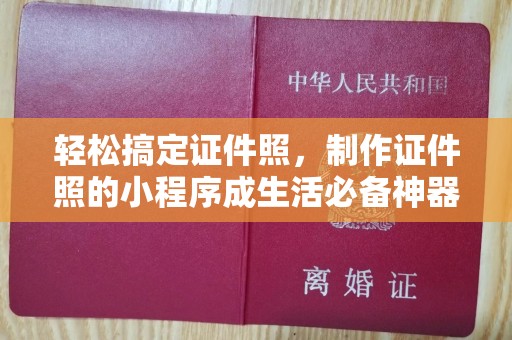 中华人民共和国
轻松搞定证件照，制作证件
照的小程序成生活必备神器
离婚证